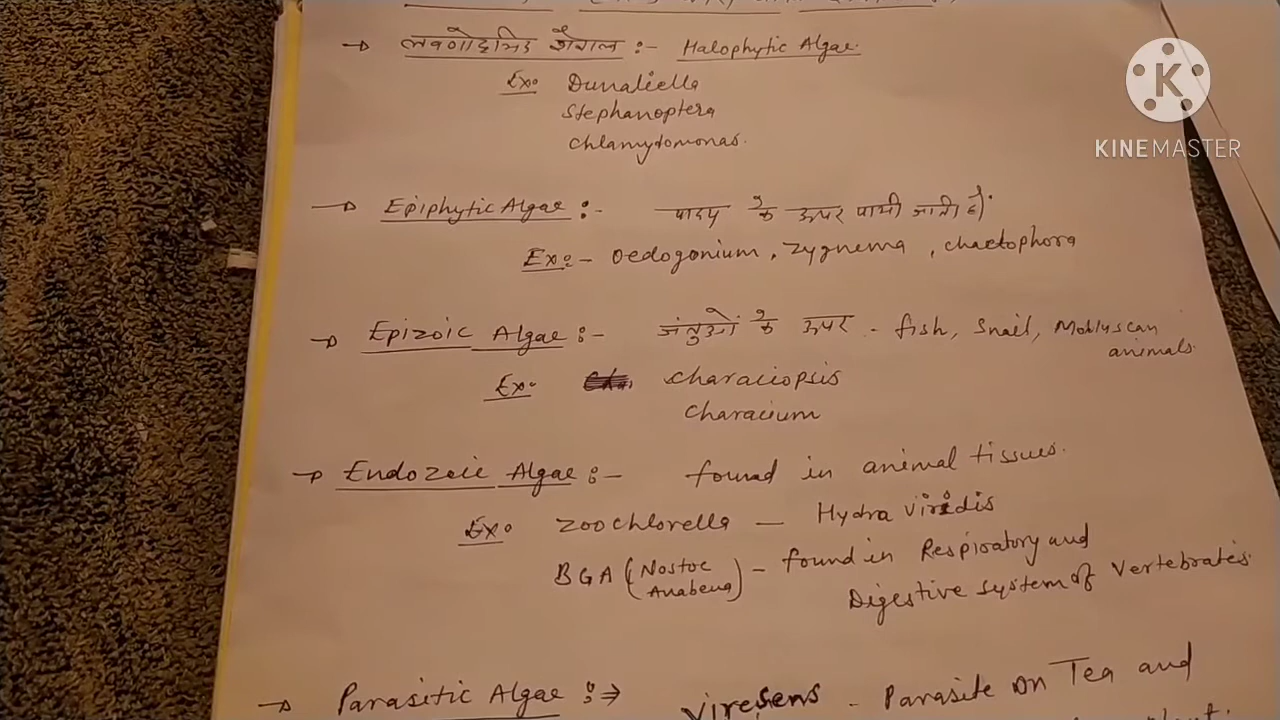 → लवणोद्भिद शैवाल :- Halophytic Algae.
Ex° Dunaliella
Stephanoptera
Chlamydomonas.
→ Epiphytic Algae :- पादप के ऊपर पायी जाती है।
Ex° - Oedogonium, Zygnema, Chaetophora
→ Epizoic Algae :- जंतुओं के ऊपर - fish, Snail, Molluscan
animals.
Ex° Characiopsis
Characium
→ Endozoic Algae :- found in animal tissues.
Ex° Zoochlorella — Hydra viridis
BGA (Nostoc
Anabena) - found in Respiratory and
Digestive system of Vertebrates.
→ Parasitic Algae :⇒ Viresens - Parasite on Tea and
plant.
KINEMASTER